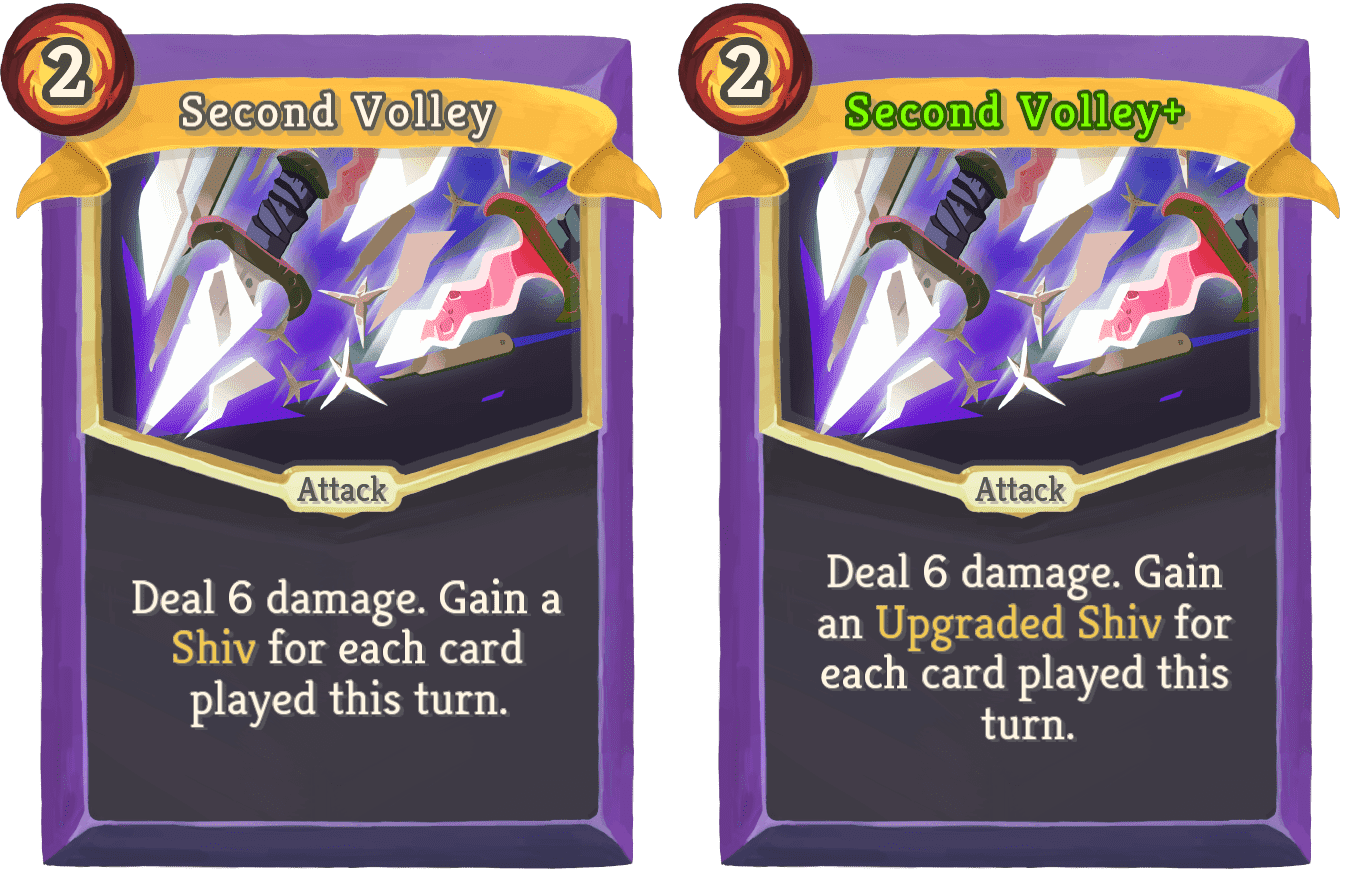 2
Second Volley
Attack
Deal 6 damage. Gain a
Shiv for each card
played this turn.
2
Second Volley+
Attack
Deal 6 damage. Gain
an Upgraded Shiv for
each card played this
turn.